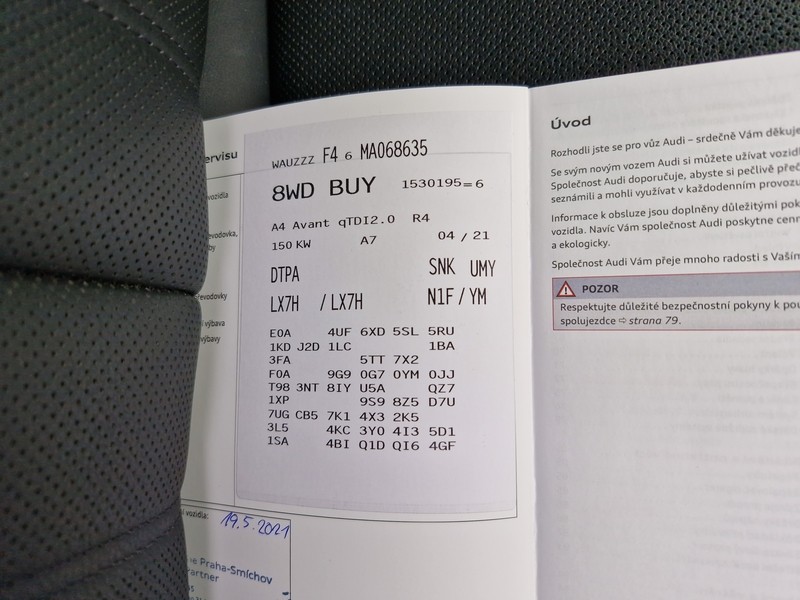 ervisu
vozidla
evodovka,
by
řevodovky
výbava
výbavy
WAUZZZ F4 6 MA068635
8WD BUY 1530195=6
A4 Avant qTDI2.0 R4
150 KW A7 04 / 21
DTPA SNK UMY
LX7H / LX7H N1F / YM
E0A 4UF 6XD 5SL 5RU
1KD J2D 1LC 1BA
3FA 5TT 7X2
F0A 9G9 0G7 0YM 0JJ
T98 3NT 8IY U5A QZ7
1XP 9S9 8Z5 D7U
7UG CB5 7K1 4X3 2K5
3L5 4KC 3Y0 4I3 5D1
1SA 4BI Q1D QI6 4GF
vozidla:
19.5.2021
e Praha-Smíchov
artner
Úvod
Rozhodli jste se pro vůz Audi – srdečně Vám děkuje
Se svým novým vozem Audi si můžete užívat vozidl
Společnost Audi doporučuje, abyste si pečlivě přeč
seznámili a mohli využívat v každodenním provozu
Informace k obsluze jsou doplněny důležitými pok
vozidla. Navíc Vám společnost Audi poskytne cenn
a ekologicky.
Společnost Audi Vám přeje mnoho radosti s Vaším
POZOR
Respektujte důležité bezpečnostní pokyny k pou
spolujezdce ⇨ strana 79.